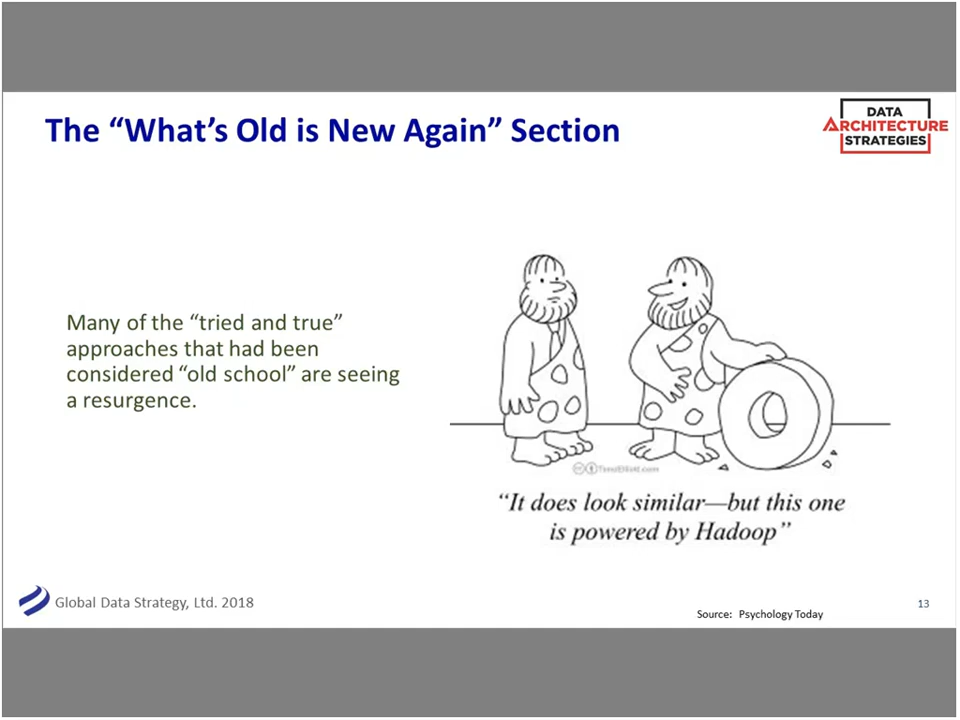 The “What’s Old is New Again” Section
DATA
ARCHITECTURE
STRATEGIES
Many of the “tried and true”
approaches that had been
considered “old school” are seeing
a resurgence.
“It does look similar—but this one
is powered by Hadoop”
Global Data Strategy, Ltd. 2018
Source: Psychology Today
13